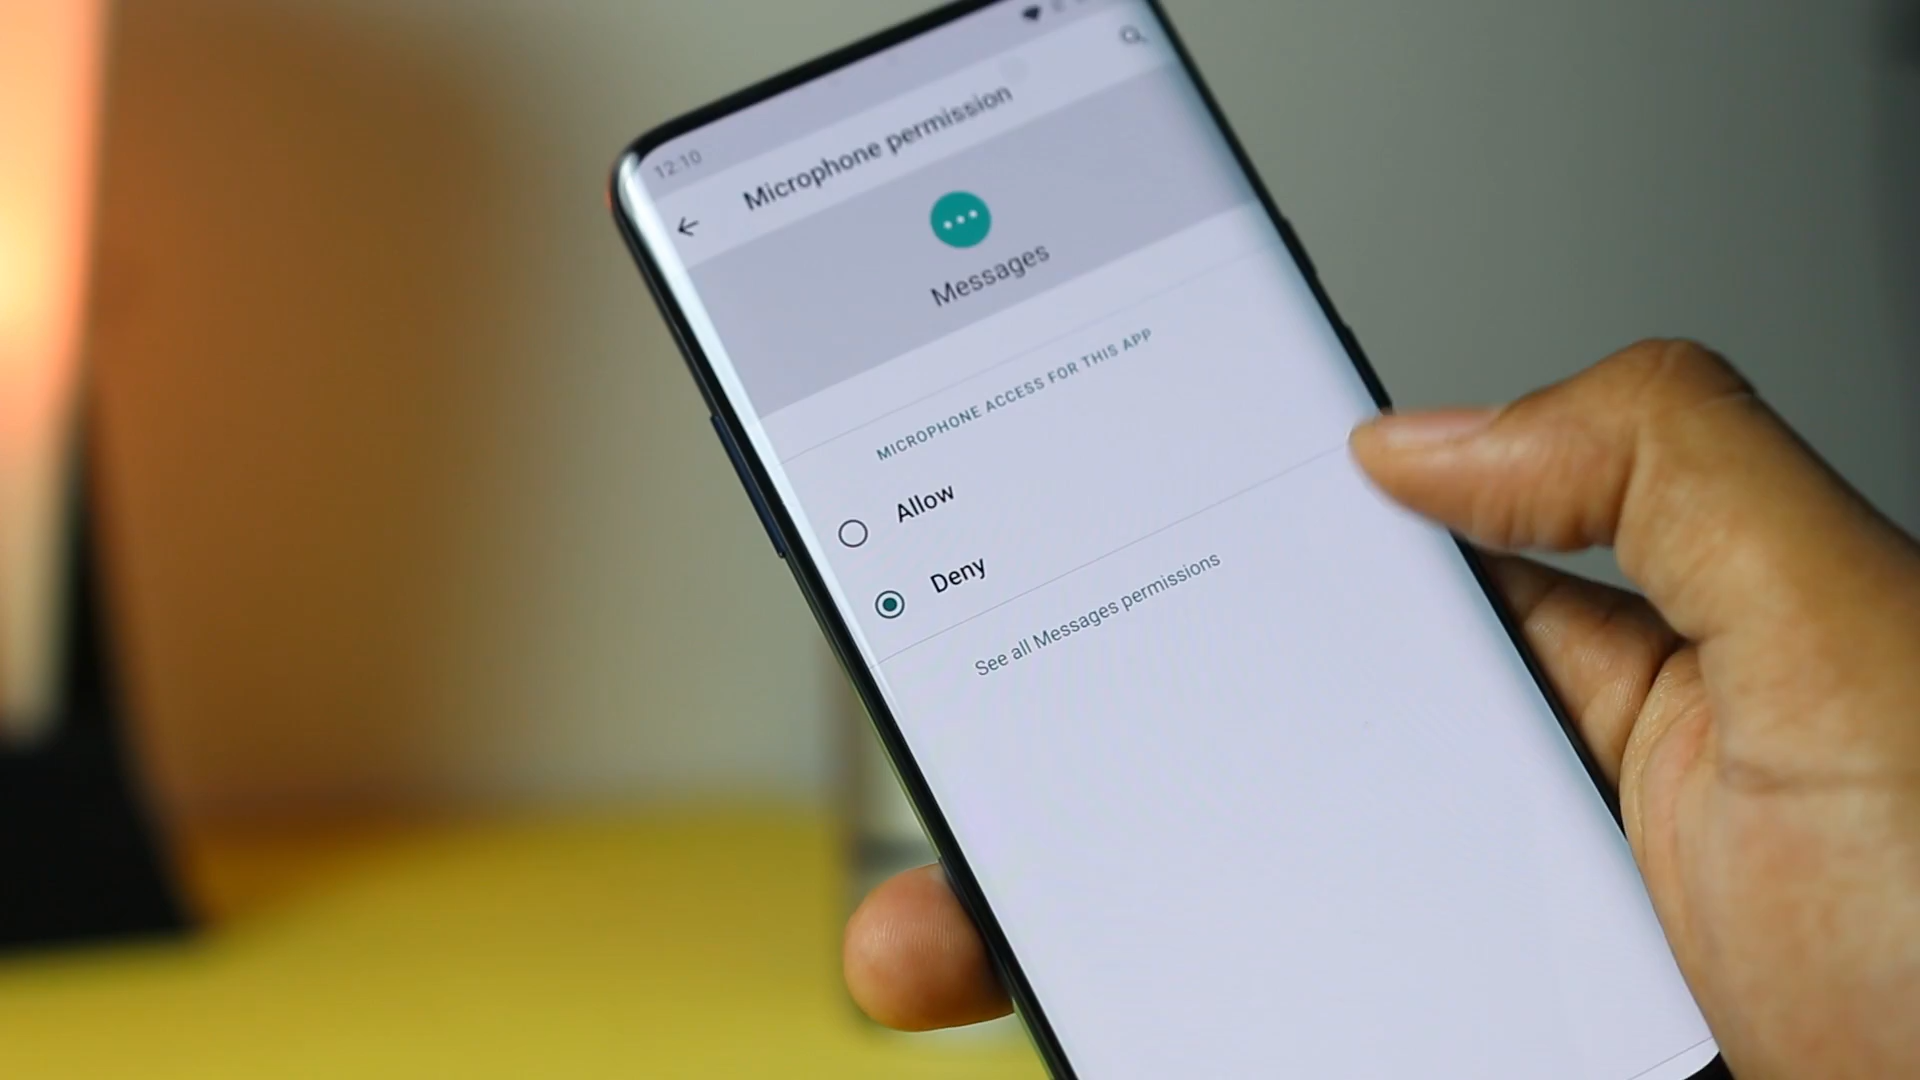 12:10
Microphone permission
Messages
MICROPHONE ACCESS FOR THIS APP
Allow
Deny
See all Messages permissions